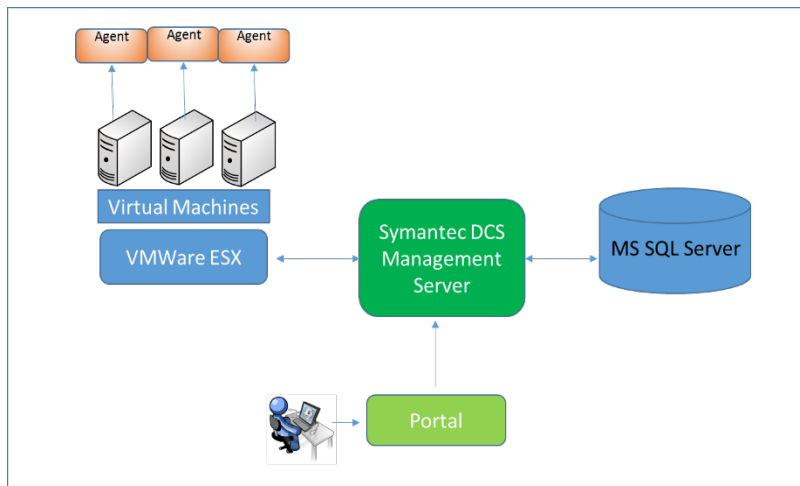 Agent
Agent
Agent
Virtual Machines
VMWare ESX
Symantec DCS
Management
Server
MS SQL Server
Portal